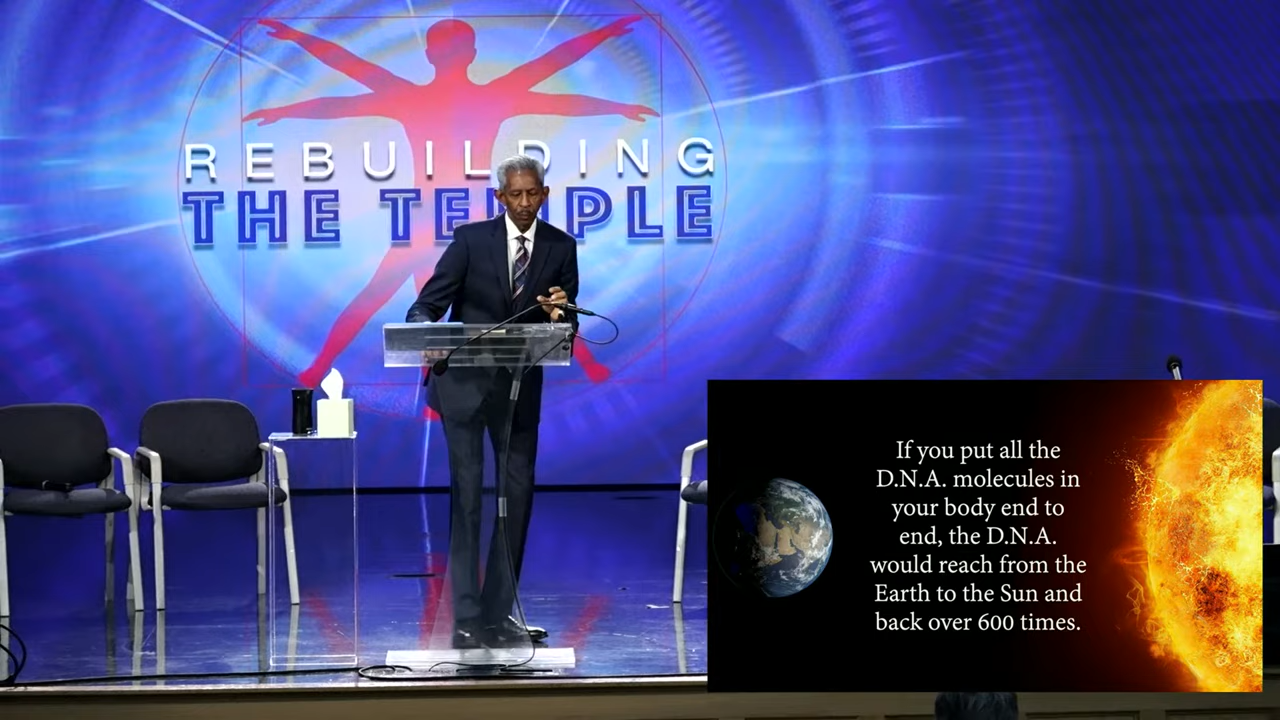 REBUILDING
THE TEMPLE
If you put all the
D.N.A. molecules in
your body end to
end, the D.N.A.
would reach from the
Earth to the Sun and
back over 600 times.